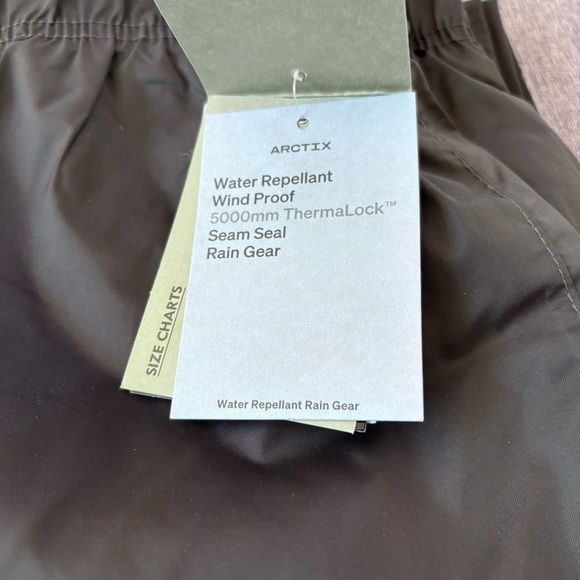 ARCTIX
Water Repellant
Wind Proof
5000mm ThermaLock™
Seam Seal
Rain Gear
SIZE CHARTS
Water Repellant Rain Gear